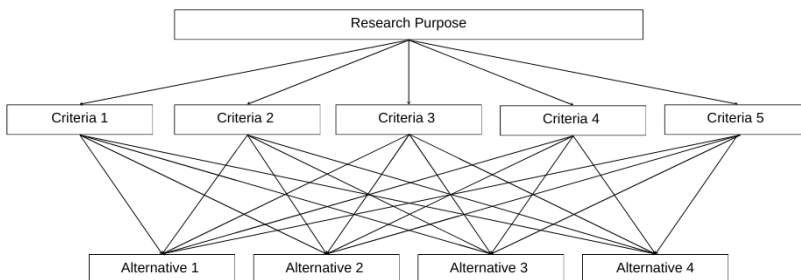 Research Purpose
Criteria 1
Criteria 2
Criteria 3
Criteria 4
Criteria 5
Alternative 1
Alternative 2
Alternative 3
Alternative 4